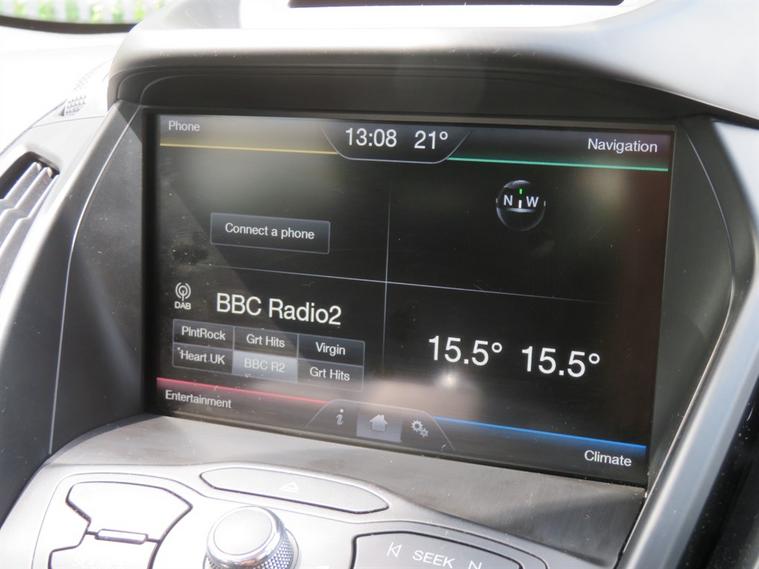 Phone
13:08 21°
Navigation
N W
Connect a phone
DAB
BBC Radio2
PlntRock Grt Hits Virgin
Heart UK BBC R2 Grt Hits
15.5° 15.5°
Entertainment
i
Climate
SEEK